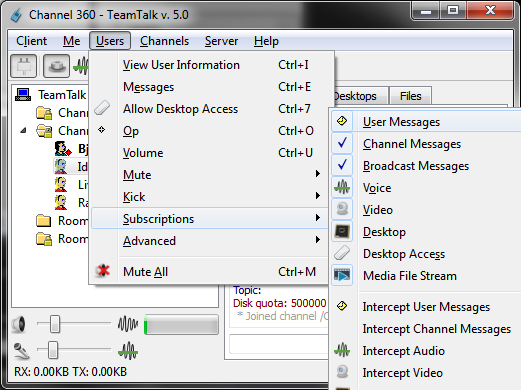 Channel 360 - TeamTalk v. 5.0
Client Me Users Channels Server Help
View User Information Ctrl+I
Messages Ctrl+E
Allow Desktop Access Ctrl+7
Op Ctrl+O
Volume Ctrl+U
Mute
Kick
Subscriptions
Advanced
Mute All Ctrl+M
TeamTalk
Chann
Chann
Bj
Id
Li
Ra
Room
Room
Desktops Files
User Messages
Channel Messages
Broadcast Messages
Voice
Video
Desktop
Desktop Access
Media File Stream
Intercept User Messages
Intercept Channel Messages
Intercept Audio
Intercept Video
Topic:
Disk quota: 500000
* Joined channel /C
RX: 0.00KB TX: 0.00KB